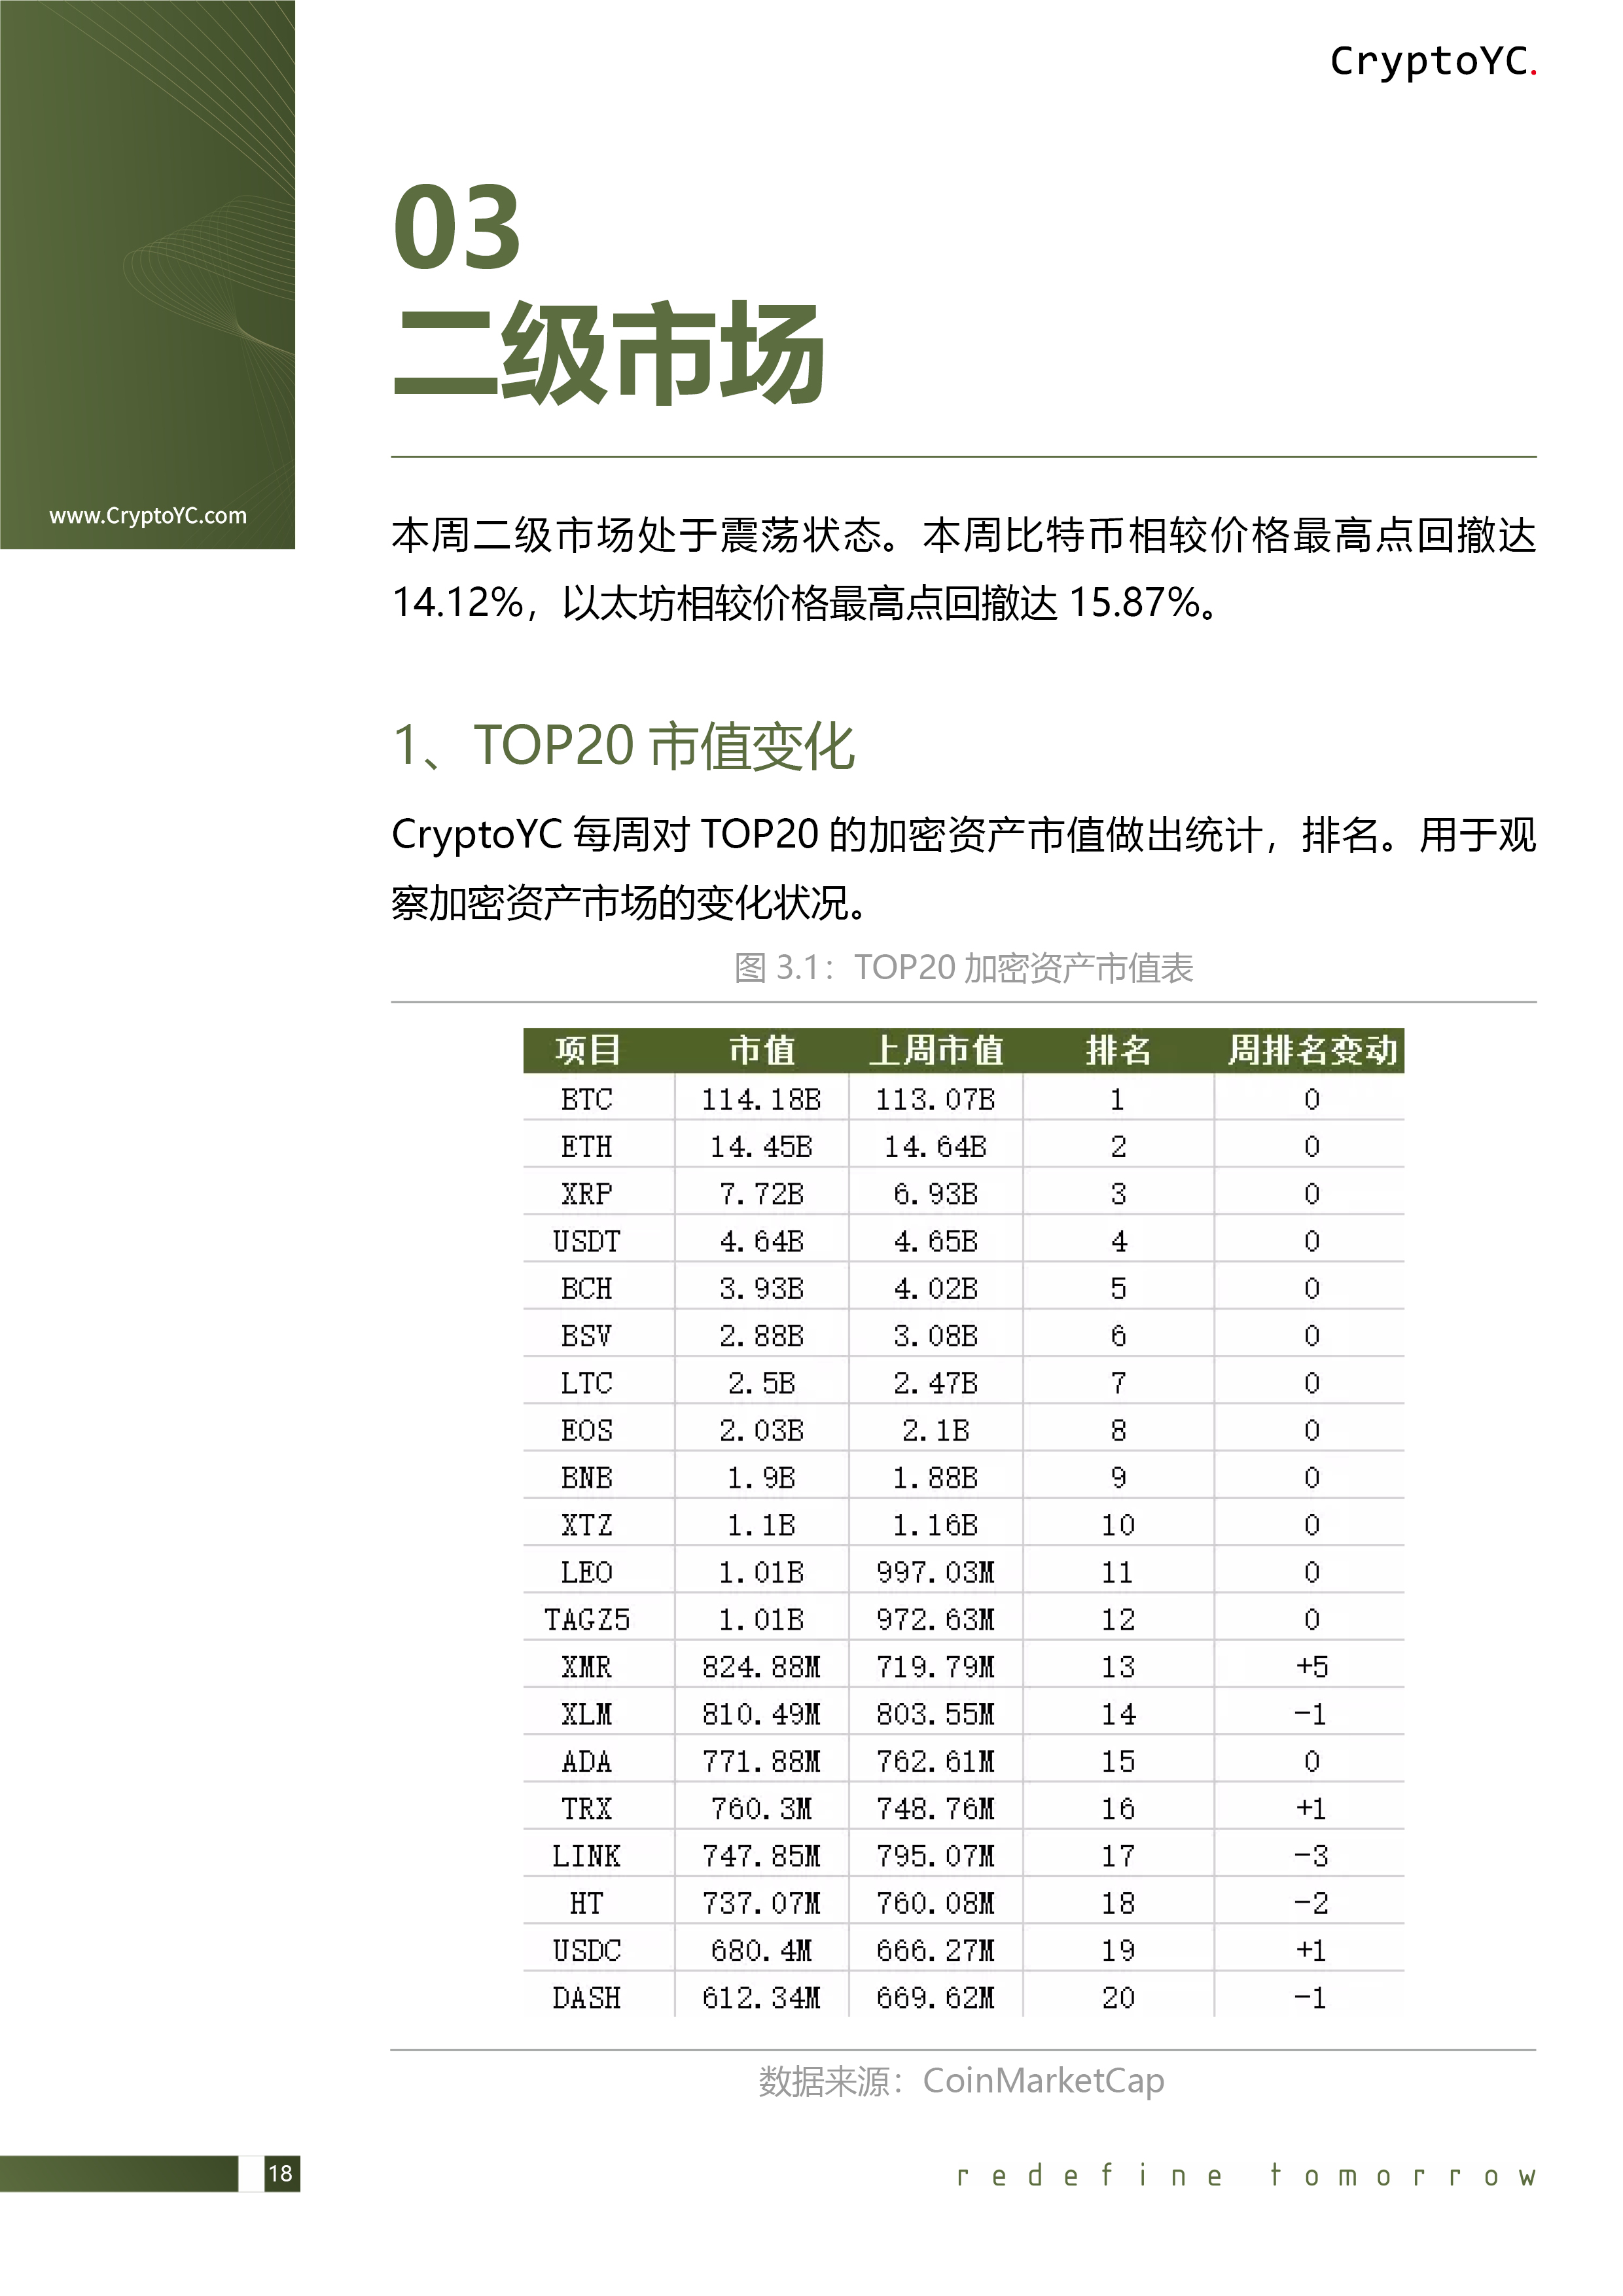 CryptoYC.
03
二级市场
www.CryptoYC.com
本周二级市场处于震荡状态。本周比特币相较价格最高点回撤达
14.12%，以太坊相较价格最高点回撤达 15.87%。
1、TOP20 市值变化
CryptoYC 每周对 TOP20 的加密资产市值做出统计，排名。用于观
察加密资产市场的变化状况。
图 3.1：TOP20 加密资产市值表
项目 市值 上周市值 排名 周排名变动
BTC 114.18B 113.07B 1 0
ETH 14.45B 14.64B 2 0
XRP 7.72B 6.93B 3 0
USDT 4.64B 4.65B 4 0
BCH 3.93B 4.02B 5 0
BSV 2.88B 3.08B 6 0
LTC 2.5B 2.47B 7 0
EOS 2.03B 2.1B 8 0
BNB 1.9B 1.88B 9 0
XTZ 1.1B 1.16B 10 0
LEO 1.01B 997.03M 11 0
TAGZ5 1.01B 972.63M 12 0
XMR 824.88M 719.79M 13 +5
XLM 810.49M 803.55M 14 -1
ADA 771.88M 762.61M 15 0
TRX 760.3M 748.76M 16 +1
LINK 747.85M 795.07M 17 -3
HT 737.07M 760.08M 18 -2
USDC 680.4M 666.27M 19 +1
DASH 612.34M 669.62M 20 -1
数据来源：CoinMarketCap
18
redefine tomorrow